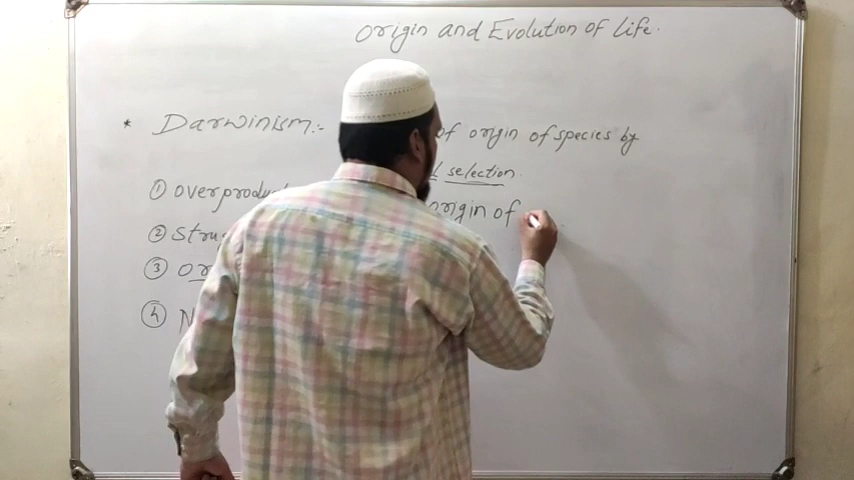 Origin and Evolution of Life.
* Darwinism:- of origin of species by
selection.
① overproduc
origin of
② Stru
③ Or
④ N